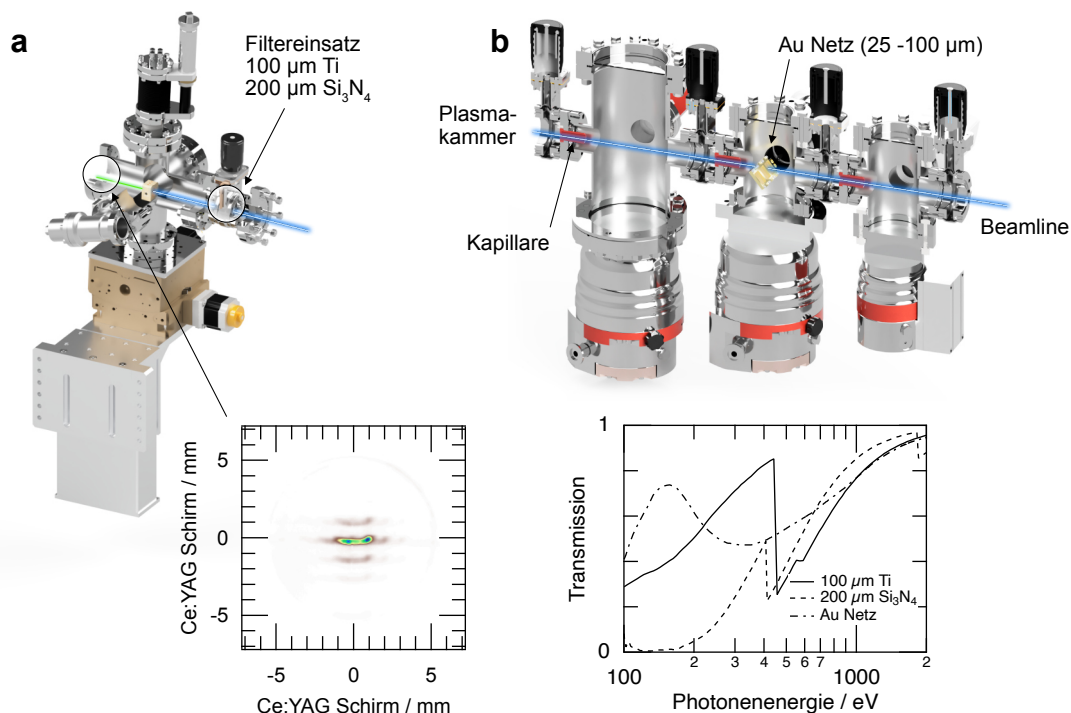 a
Filtereinsatz
100 µm Ti
200 µm Si₃N₄
b
Au Netz (25 -100 µm)
Plasma-
kammer
Kapillare
Beamline
Ce:YAG Schirm / mm
5
0
-5
-5
0
5
Ce:YAG Schirm / mm
Transmission
1
0
100 µm Ti
200 µm Si₃N₄
Au Netz
100
2
3
4
5
6
7
1000
2
Photonenenergie / eV